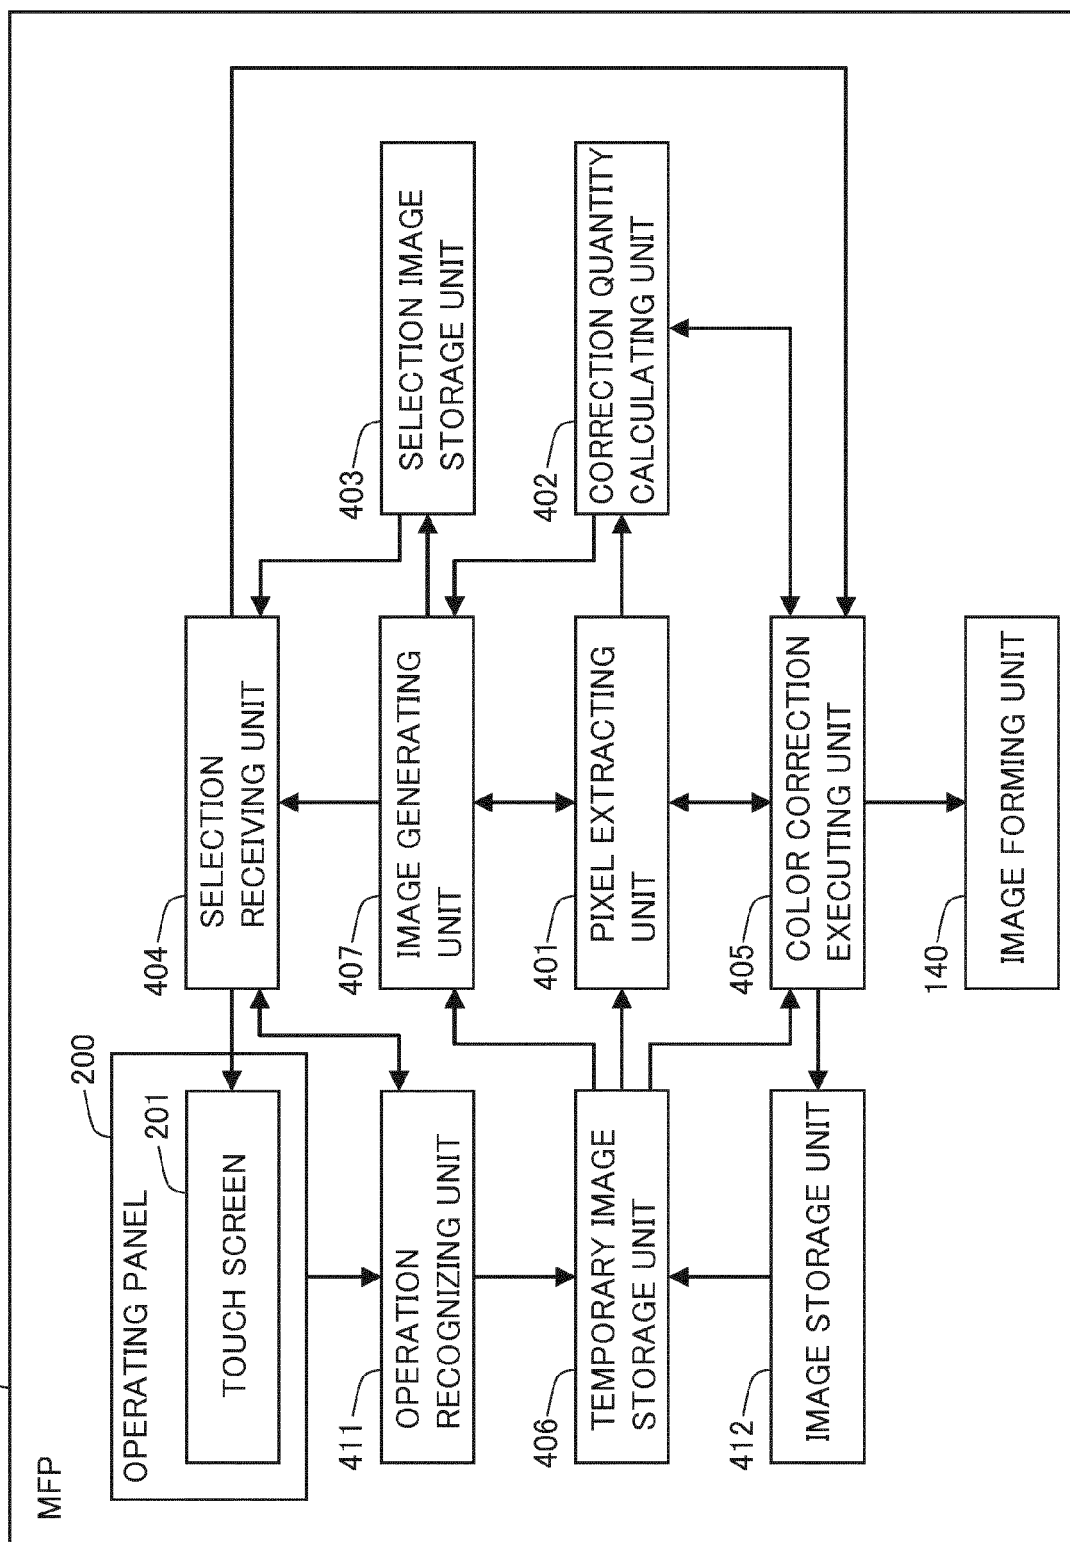 MFP
OPERATING PANEL
200
TOUCH SCREEN
201
411
OPERATION
RECOGNIZING UNIT
406
TEMPORARY IMAGE
STORAGE UNIT
412
IMAGE STORAGE UNIT
404
SELECTION
RECEIVING UNIT
407
IMAGE GENERATING
UNIT
401
PIXEL EXTRACTING
UNIT
405
COLOR CORRECTION
EXECUTING UNIT
140
IMAGE FORMING UNIT
403
SELECTION IMAGE
STORAGE UNIT
402
CORRECTION QUANTITY
CALCULATING UNIT